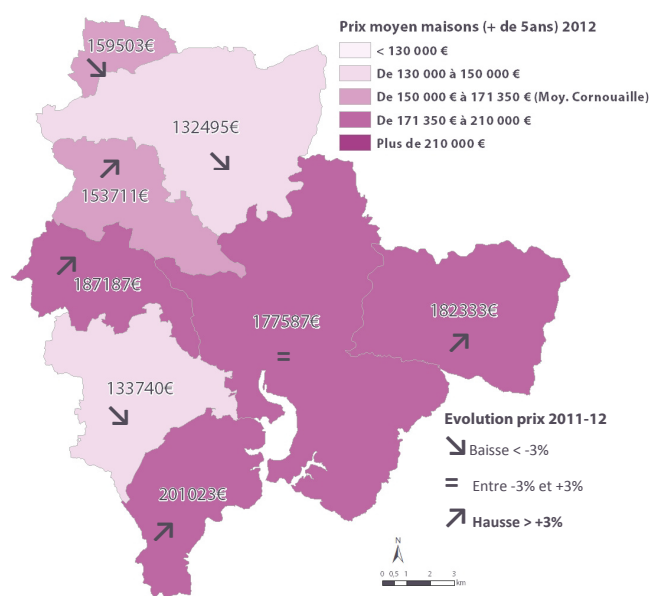 Prix moyen maisons (+ de 5ans) 2012
< 130 000 €
De 130 000 à 150 000 €
De 150 000 € à 171 350 € (Moy. Cornouaille)
De 171 350 € à 210 000 €
Plus de 210 000 €
159503€
132495€
153711€
187187€
177587€
182333€
133740€
201023€
Evolution prix 2011-12
Baisse < -3%
= Entre -3% et +3%
Hausse > +3%
N
0 0,5 1 2 3
km